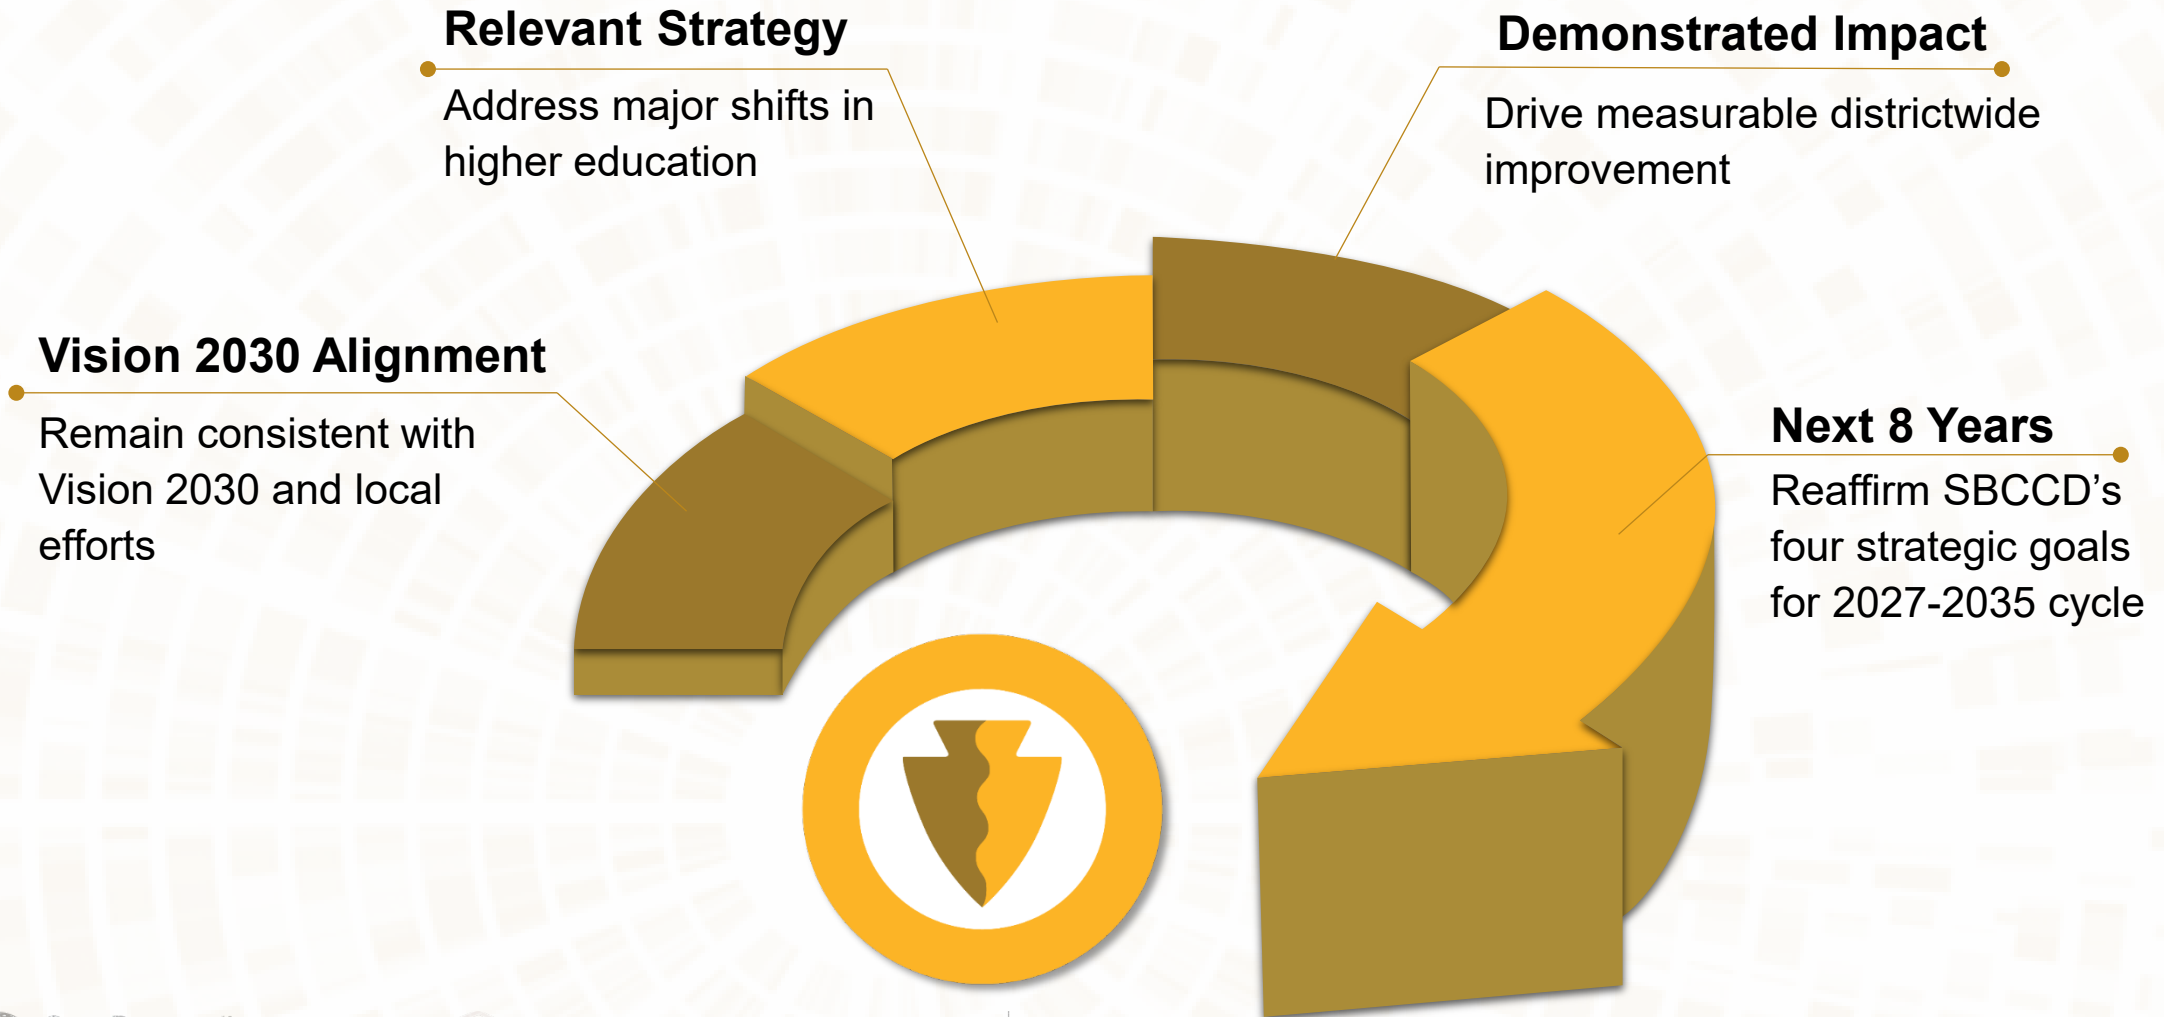 Relevant Strategy
Address major shifts in
higher education
Demonstrated Impact
Drive measurable districtwide
improvement
Vision 2030 Alignment
Remain consistent with
Vision 2030 and local
efforts
Next 8 Years
Reaffirm SBCCD’s
four strategic goals
for 2027-2035 cycle